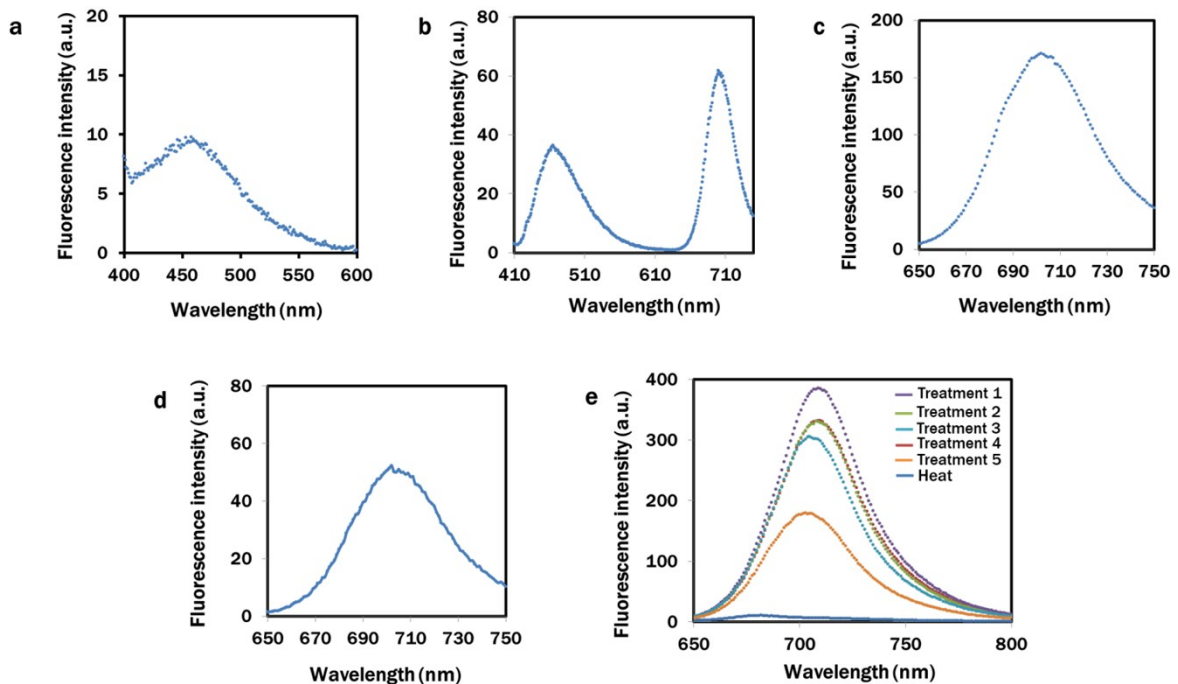 a
Fluorescence intensity (a.u.)
20
15
10
5
0
400 450 500 550 600
Wavelength (nm)
b
Fluorescence intensity (a.u.)
80
60
40
20
0
410 510 610 710
Wavelength (nm)
c
Fluorescence intensity (a.u.)
200
150
100
50
0
650 670 690 710 730 750
Wavelength (nm)
d
Fluorescence intensity (a.u.)
80
60
40
20
0
650 670 690 710 730 750
Wavelength (nm)
e
Fluorescence intensity (a.u.)
400
300
200
100
0
650 700 750 800
Wavelength (nm)
Treatment 1
Treatment 2
Treatment 3
Treatment 4
Treatment 5
Heat